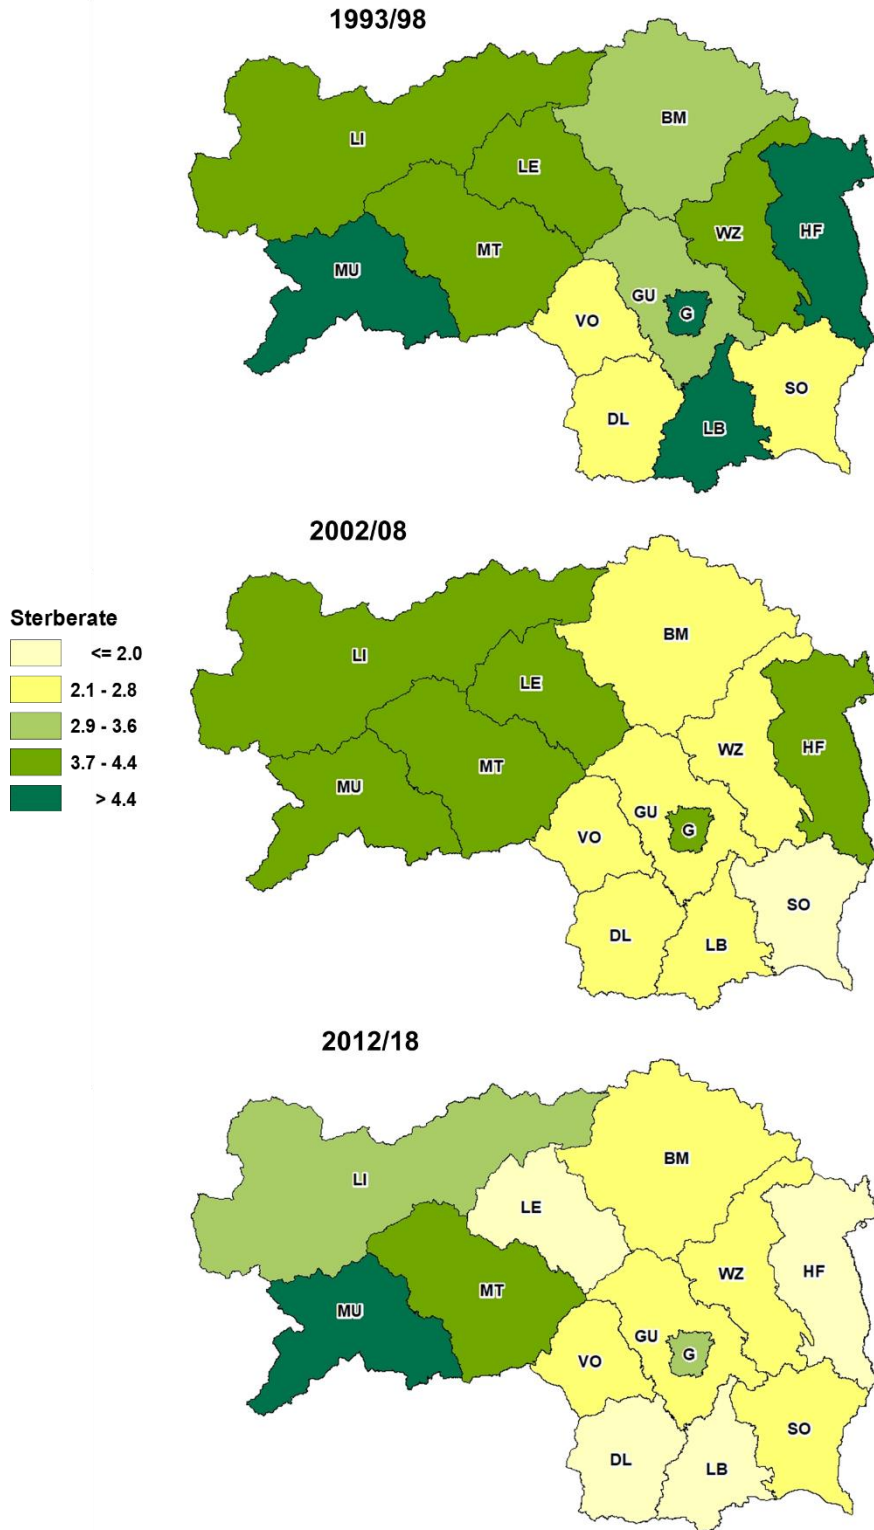 1993/98
BM
LI
LE
WZ
HF
MT
MU
GU
G
VO
SO
DL
LB
2002/08
Sterberate
<= 2.0
2.1 - 2.8
2.9 - 3.6
3.7 - 4.4
> 4.4
BM
LI
LE
WZ
HF
MT
MU
GU
G
VO
SO
DL
LB
2012/18
BM
LI
LE
WZ
HF
MT
MU
GU
G
VO
SO
DL
LB